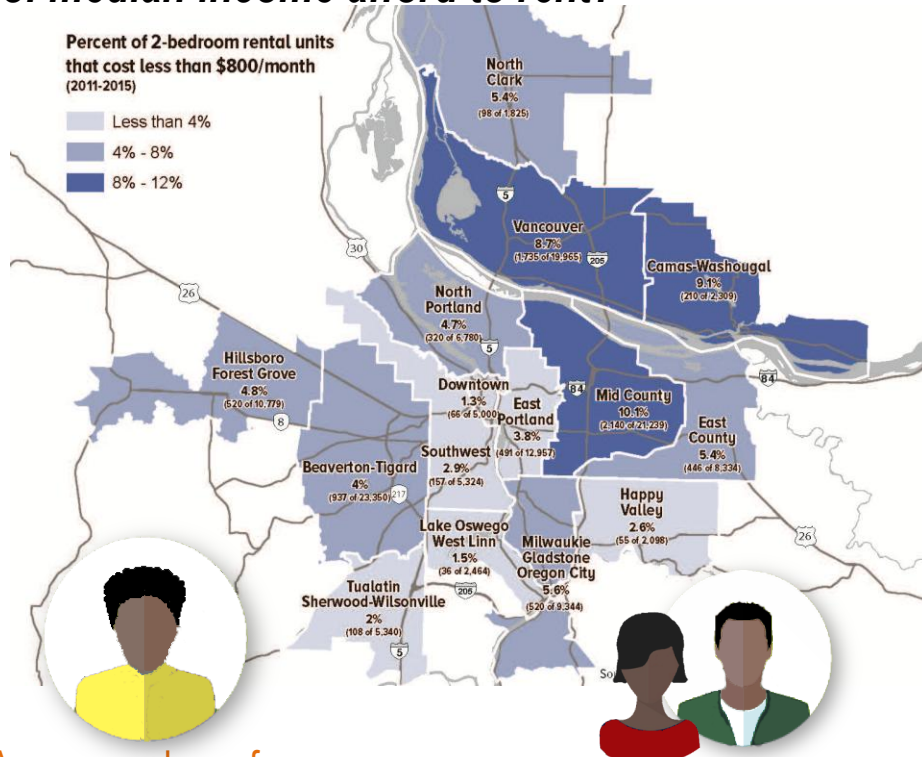 of median income afford to rent?
Percent of 2-bedroom rental units
that cost less than $800/month
(2011-2015)
Less than 4%
4% - 8%
8% - 12%
North
Clark
5.4%
(98 of 1,825)
5
Vancouver
8.7%
(1,735 of 19,965)
205
Camas-Washougal
9.1%
(210 of 2,309)
30
26
North
Portland
4.7%
(320 of 6,780)
5
Hillsboro
Forest Grove
4.8%
(520 of 10,779)
8
Downtown
1.3%
(66 of 5,000)
East
Portland
3.8%
(491 of 12,957)
84
Mid County
10.1%
(2,140 of 21,239)
84
East
County
5.4%
(446 of 8,334)
Southwest
2.9%
(157 of 5,324)
Beaverton-Tigard
4%
(937 of 23,350)
217
Happy
Valley
2.6%
(55 of 2,098)
26
Lake Oswego
West Linn
1.5%
(36 of 2,464)
205
Milwaukie
Gladstone
Oregon City
5.6%
(520 of 9,344)
Tualatin
Sherwood-Wilsonville
2%
(108 of 5,340)
5